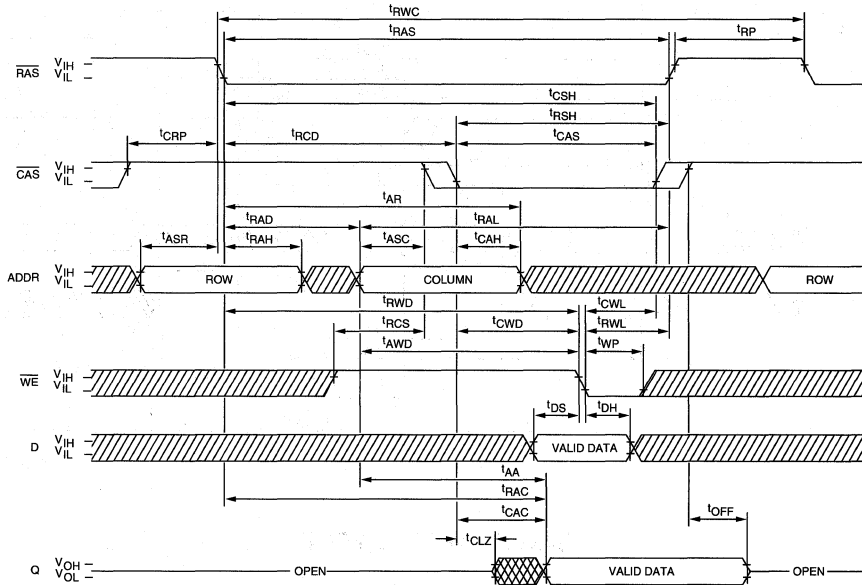 tRWC
tRAS
tRP
RAS VIH
VIL
tCSH
tRSH
tCRP
tRCD
tCAS
CAS VIH
VIL
tAR
tRAD
tRAL
tASR
tRAH
tASC
tCAH
ADDR VIH
VIL
ROW
COLUMN
ROW
tRWD
tCWL
tRCS
tCWD
tRWL
tAWD
tWP
WE VIH
VIL
tDS
tDH
D VIH
VIL
VALID DATA
tAA
tRAC
tCAC
tOFF
tCLZ
Q VOH
VOL
OPEN
VALID DATA
OPEN